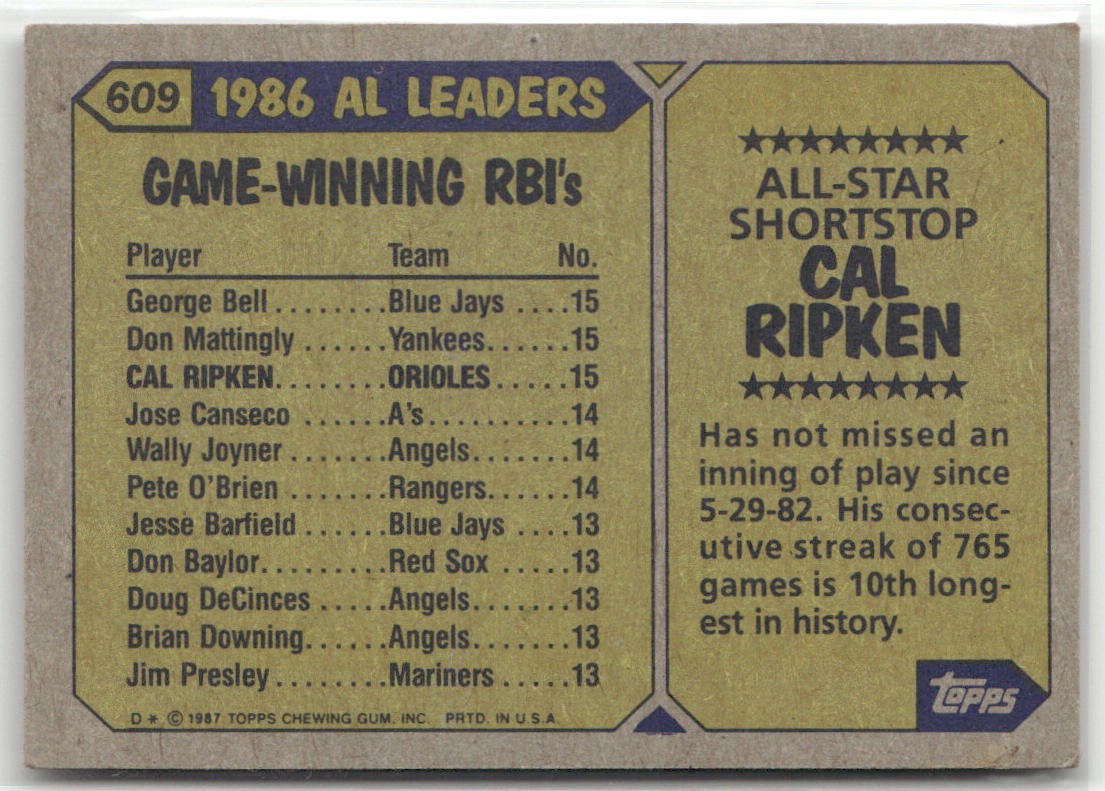 609 1986 AL LEADERS
GAME-WINNING RBI's
Player Team No.
George Bell........Blue Jays ....15
Don Mattingly ......Yankees......15
CAL RIPKEN........ORIOLES.....15
Jose Canseco ......A's..........14
Wally Joyner .......Angels.......14
Pete O'Brien .......Rangers......14
Jesse Barfield ......Blue Jays ....13
Don Baylor.........Red Sox .....13
Doug DeCinces .....Angels.......13
Brian Downing......Angels.......13
Jim Presley........Mariners .....13
D* © 1987 TOPPS CHEWING GUM, INC. PRTD. IN U.S.A.
★★★★★★★★
ALL-STAR
SHORTSTOP
CAL
RIPKEN
★★★★★★★★
Has not missed an
inning of play since
5-29-82. His consec-
utive streak of 765
games is 10th long-
est in history.
topps